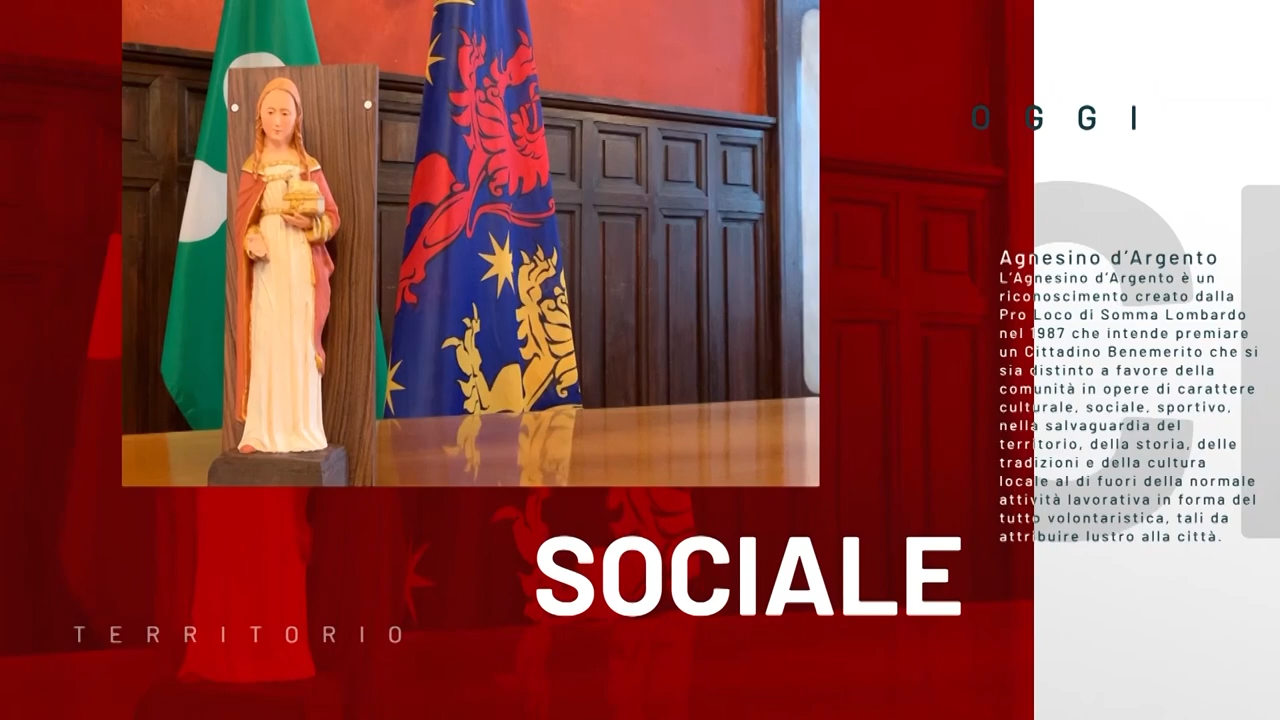 OGGI
Agnesino d'Argento
L'Agnesino d'Argento è un
riconoscimento creato dalla
Pro Loco di Somma Lombardo
nel 1987 che intende premiare
un Cittadino Benemerito che si
sia distinto a favore della
comunità in opere di carattere
culturale, sociale, sportivo,
nella salvaguardia del
territorio, della storia, delle
tradizioni e della cultura
locale al di fuori della normale
attività lavorativa in forma del
tutto volontaristica, tali da
attribuire lustro alla città.
SOCIALE
TERRITORIO